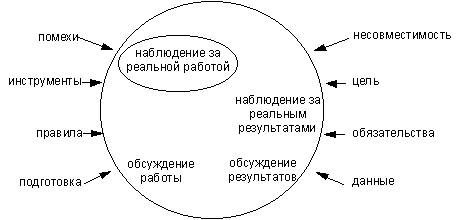 помехи
инструменты
правила
подготовка
наблюдение за
реальной работой
наблюдение за
реальным
результатами
обсуждение
работы
обсуждение
результатов
несовместимость
цель
обязательства
данные